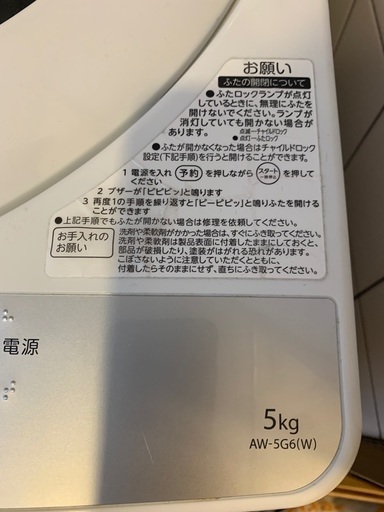 お願い
ふたの開閉について
●ふたロックランプが点灯
しているときに、無理にふたを
開けないでください。ランプが
消灯していても開かない場合が
あります。 点滅…チャイルドロック
点灯…ふたロック
●ふたが開かなくなった場合はチャイルドロック
設定(下記手順)を行うと開けることができます。
1 電源を入れ 予約 を押しながら スタート 一時停止 を押して
ください
2 ブザーが「ピピピッ」と鳴ります
3 再度1の手順を繰り返すと「ピーピピッ」と鳴りふたを開ける
ことができます
●上記手順でもふたが開かない場合は修理を依頼してください。
お手入れの
お願い
洗剤や柔軟剤がかかった場合は、すぐにふき取ってください。
洗剤や柔軟剤は製品表面に付着したままにしておくと、
部品が破損したり、塗装がはがれる恐れがあります。
こぼさないように注意していただくとともに、
付着したらそのままにせず、直ちにふき取ってください。
電源
5kg
AW-5G6(W)